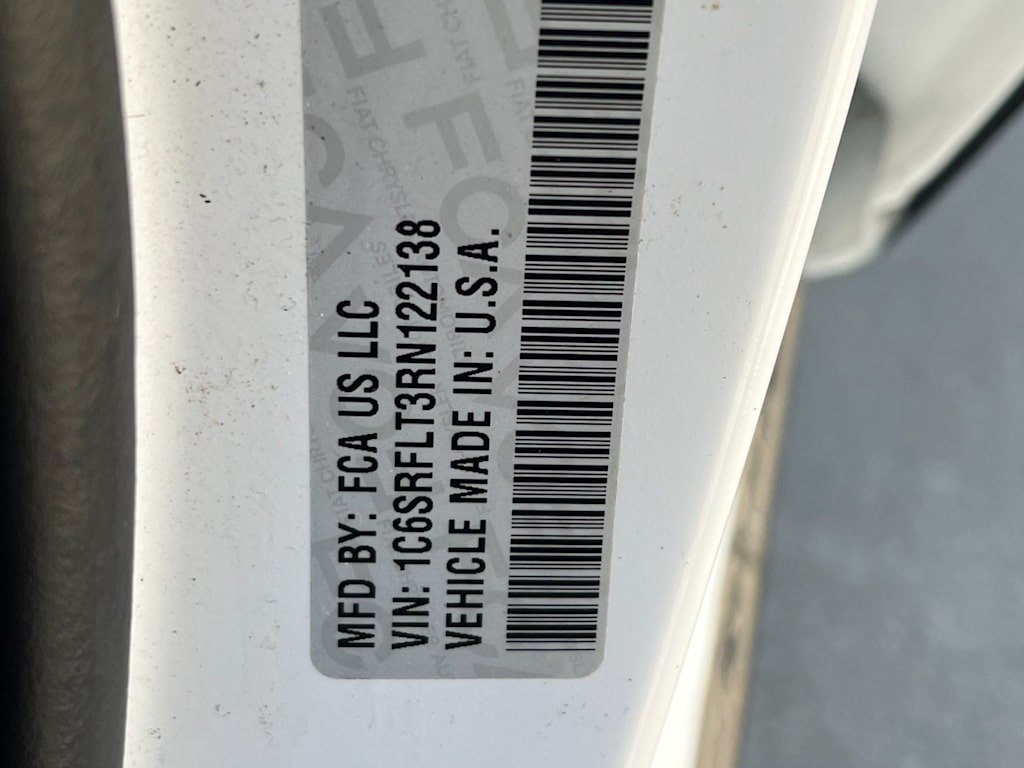 MFD BY: FCA US LLC
VIN: 1C6SRFLT3RN122138
VEHICLE MADE IN: U.S.A.